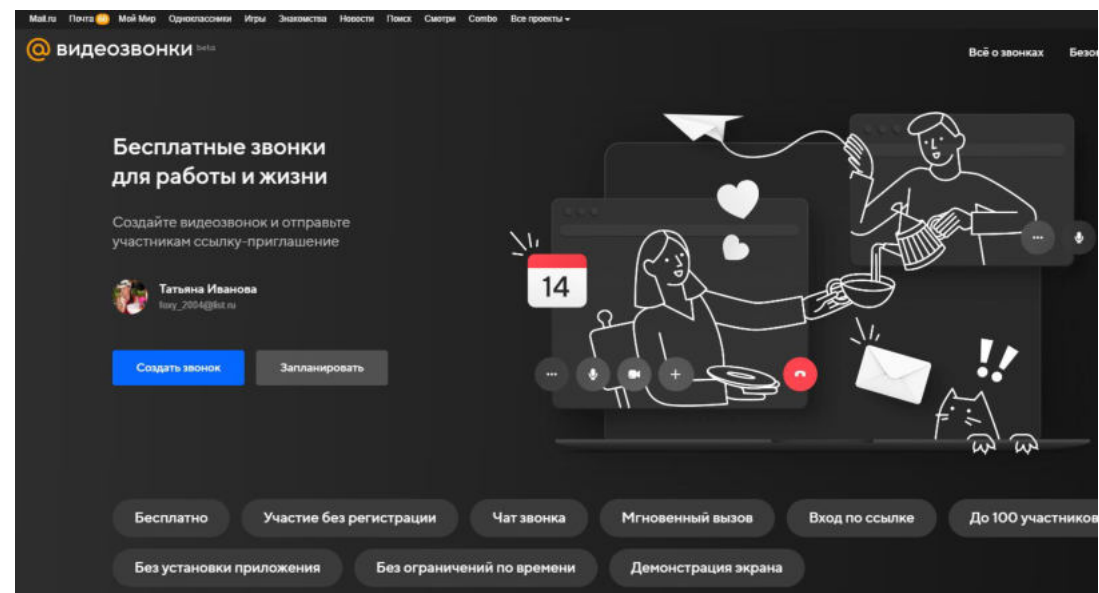 Mail.ru Почта Мой Мир Одноклассники Игры Знакомства Новости Поиск Смотри Combo Все проекты
видеозвонки beta
Всё о звонках
Бесплатные звонки
для работы и жизни
Создайте видеозвонок и отправьте
участникам ссылку-приглашение
14
Татьяна Иванова
foxy_2004@list.ru
Создать звонок Запланировать
Бесплатно Участие без регистрации Чат звонка Мгновенный вызов Вход по ссылке До 100 участников
Без установки приложения Без ограничений по времени Демонстрация экрана